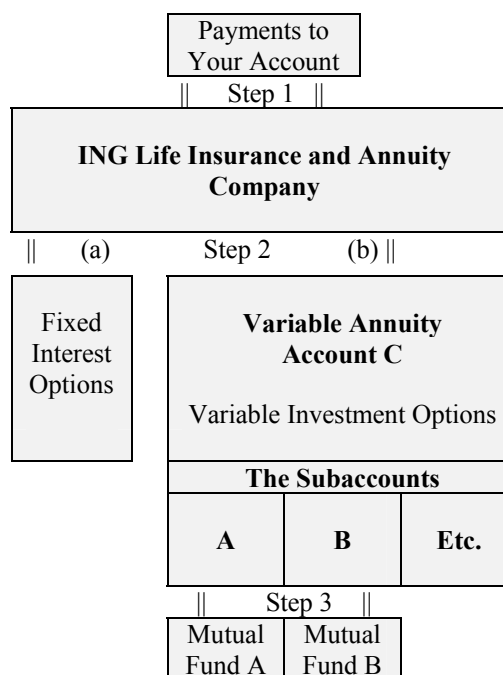 Payments to
Your Account
|| Step 1 ||
ING Life Insurance and Annuity
Company
|| (a) Step 2 (b) ||
Fixed
Interest
Options
Variable Annuity
Account C
Variable Investment Options
The Subaccounts
A B Etc.
|| Step 3 ||
Mutual
Fund A
Mutual
Fund B